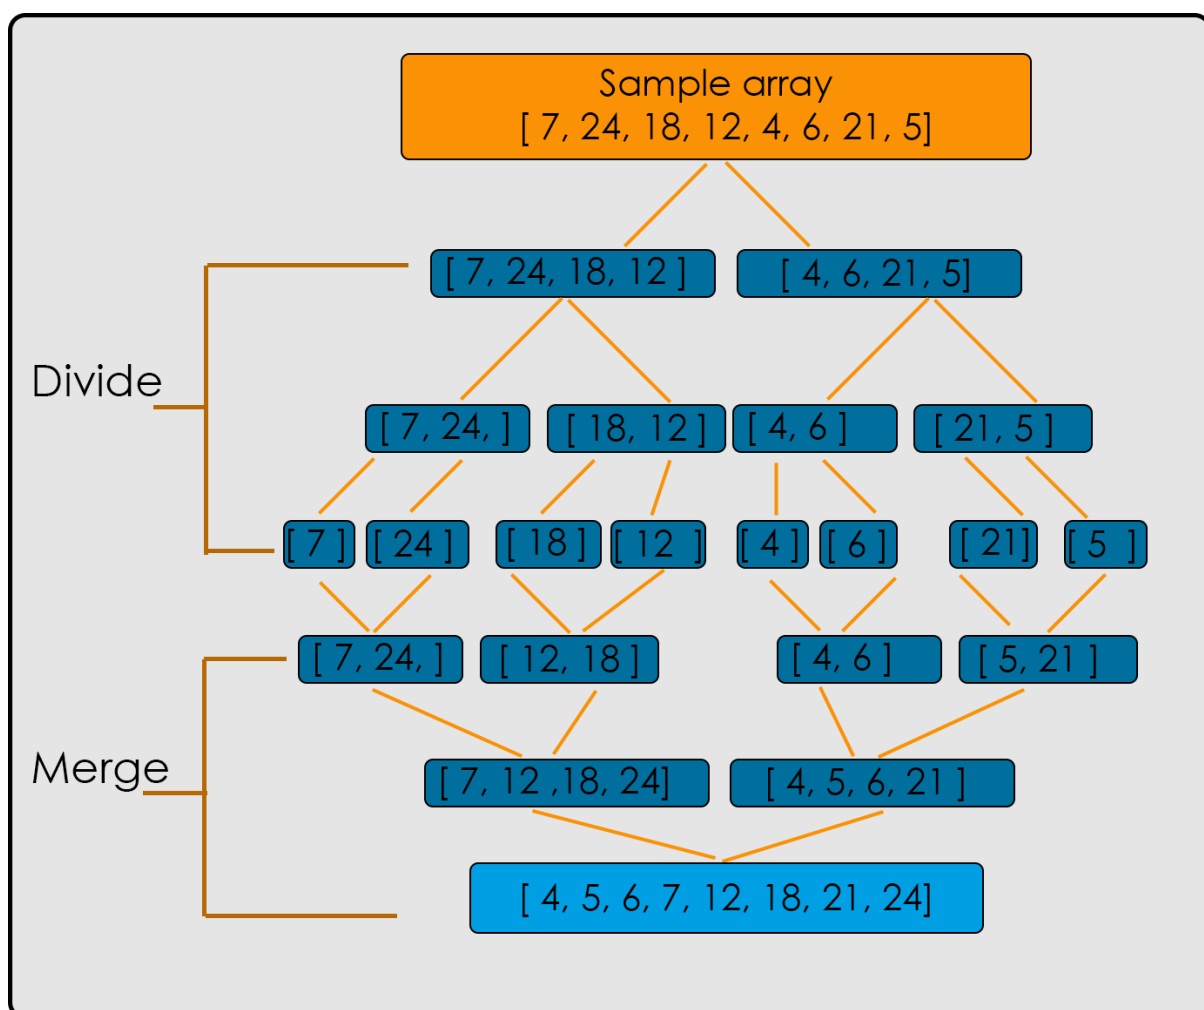 Sample array
[ 7, 24, 18, 12, 4, 6, 21, 5]
[ 7, 24, 18, 12 ]
[ 4, 6, 21, 5]
Divide
[ 7, 24, ]
[ 18, 12 ]
[ 4, 6 ]
[ 21, 5 ]
[ 7 ]
[ 24 ]
[ 18 ]
[ 12 ]
[ 4 ]
[ 6 ]
[ 21]
[ 5 ]
[ 7, 24, ]
[ 12, 18 ]
[ 4, 6 ]
[ 5, 21 ]
Merge
[ 7, 12 ,18, 24]
[ 4, 5, 6, 21 ]
[ 4, 5, 6, 7, 12, 18, 21, 24]